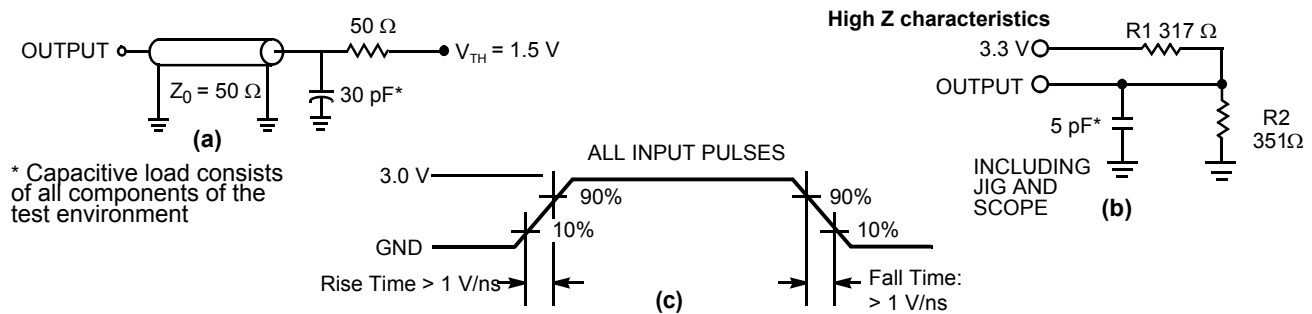 50 Ω
OUTPUT
V_TH = 1.5 V
Z_0 = 50 Ω
30 pF*
(a)
* Capacitive load consists
of all components of the
test environment
High Z characteristics
R1 317 Ω
3.3 V
OUTPUT
5 pF*
R2
351Ω
INCLUDING
JIG AND
SCOPE
(b)
ALL INPUT PULSES
3.0 V
90%
10%
GND
90%
10%
Rise Time > 1 V/ns
(c)
Fall Time:
> 1 V/ns